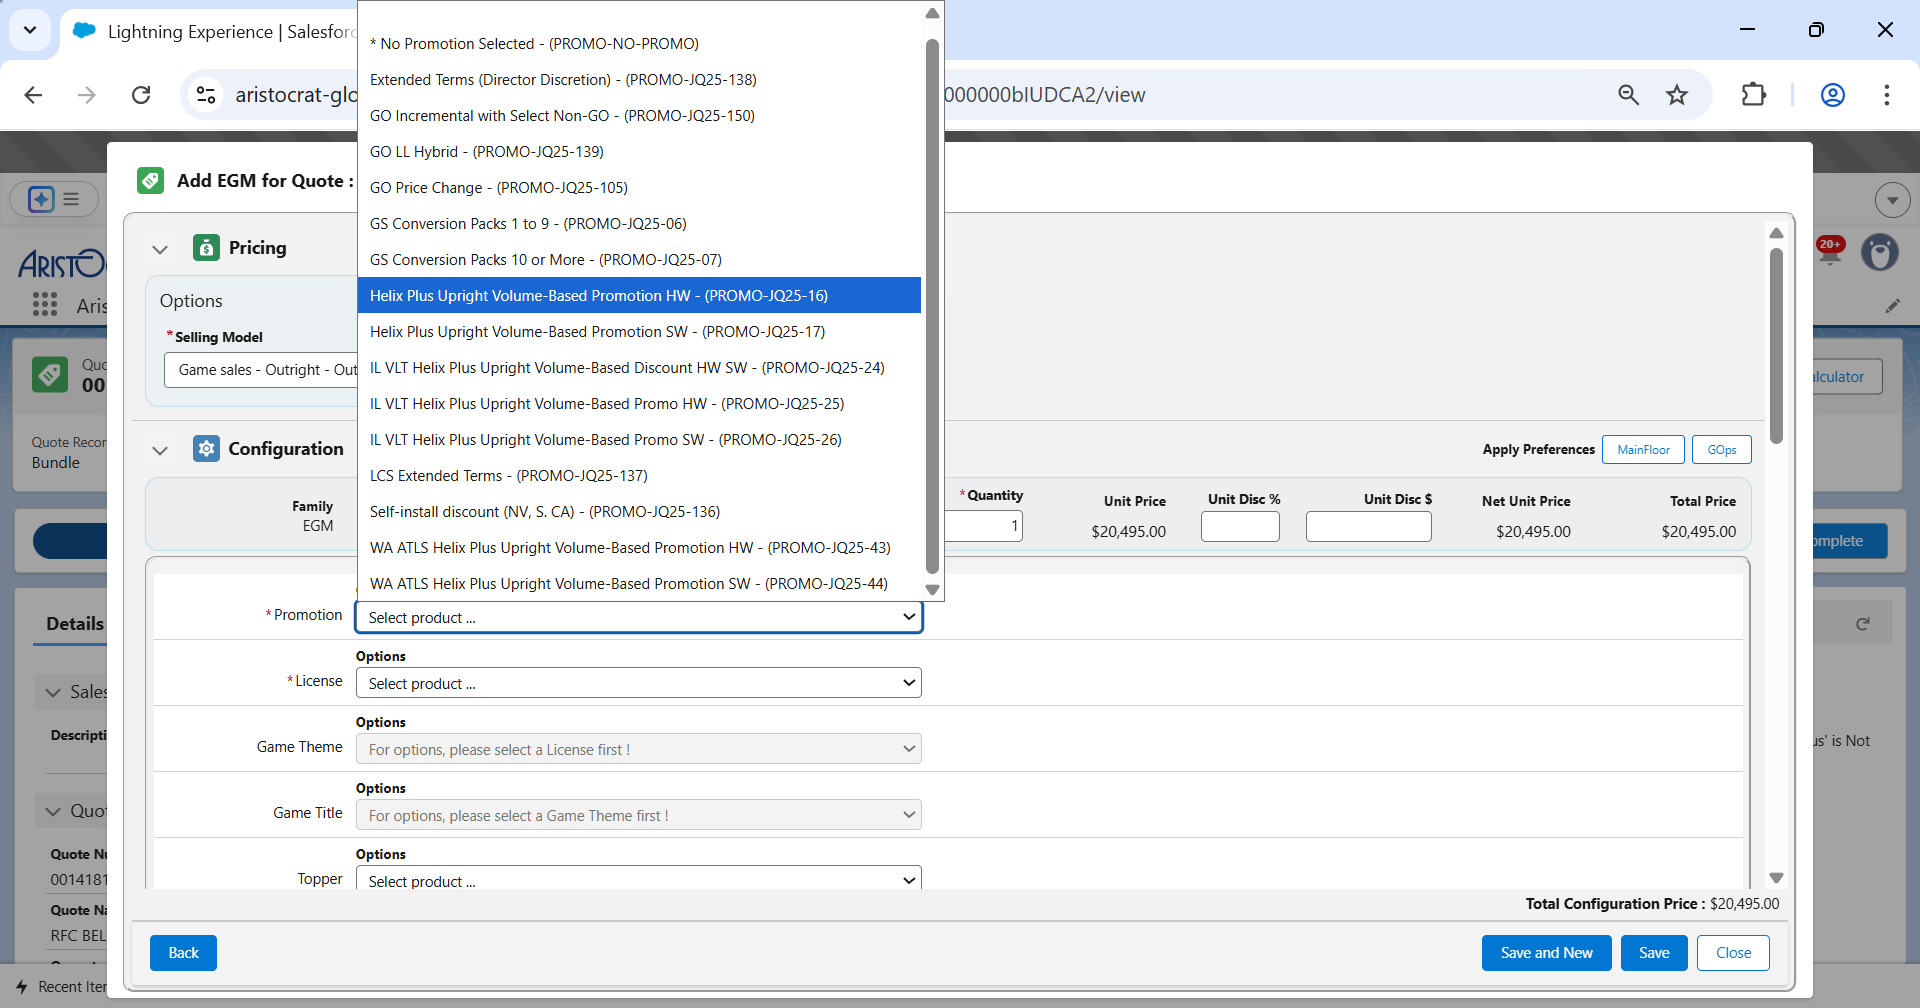 Lightning Experience | Salesforc
aristocrat-glo
000000bIUDCA2/view
* No Promotion Selected - (PROMO-NO-PROMO)
Extended Terms (Director Discretion) - (PROMO-JQ25-138)
GO Incremental with Select Non-GO - (PROMO-JQ25-150)
GO LL Hybrid - (PROMO-JQ25-139)
GO Price Change - (PROMO-JQ25-105)
GS Conversion Packs 1 to 9 - (PROMO-JQ25-06)
GS Conversion Packs 10 or More - (PROMO-JQ25-07)
Helix Plus Upright Volume-Based Promotion HW - (PROMO-JQ25-16)
Helix Plus Upright Volume-Based Promotion SW - (PROMO-JQ25-17)
IL VLT Helix Plus Upright Volume-Based Discount HW SW - (PROMO-JQ25-24)
IL VLT Helix Plus Upright Volume-Based Promo HW - (PROMO-JQ25-25)
IL VLT Helix Plus Upright Volume-Based Promo SW - (PROMO-JQ25-26)
LCS Extended Terms - (PROMO-JQ25-137)
Self-install discount (NV, S. CA) - (PROMO-JQ25-136)
WA ATLS Helix Plus Upright Volume-Based Promotion HW - (PROMO-JQ25-43)
WA ATLS Helix Plus Upright Volume-Based Promotion SW - (PROMO-JQ25-44)
Add EGM for Quote :
Pricing
Options
*Selling Model
Game sales - Outright - Out
Configuration
Apply Preferences
MainFloor
GOps
Family
EGM
*Quantity
1
Unit Price
$20,495.00
Unit Disc %
Unit Disc $
Net Unit Price
$20,495.00
Total Price
$20,495.00
*Promotion
Select product ...
Options
*License
Select product ...
Options
Game Theme
For options, please select a License first !
Options
Game Title
For options, please select a Game Theme first !
Options
Topper
Select product ...
Total Configuration Price : $20,495.00
Back
Save and New
Save
Close
ARISTO
Aris
20+
Quo
00
Quote Recor
Bundle
alculator
omplete
Details
Sales
Descripti
us' is Not
Quot
Quote Nu
0014181
Quote Na
RFC BEL
Recent Iter